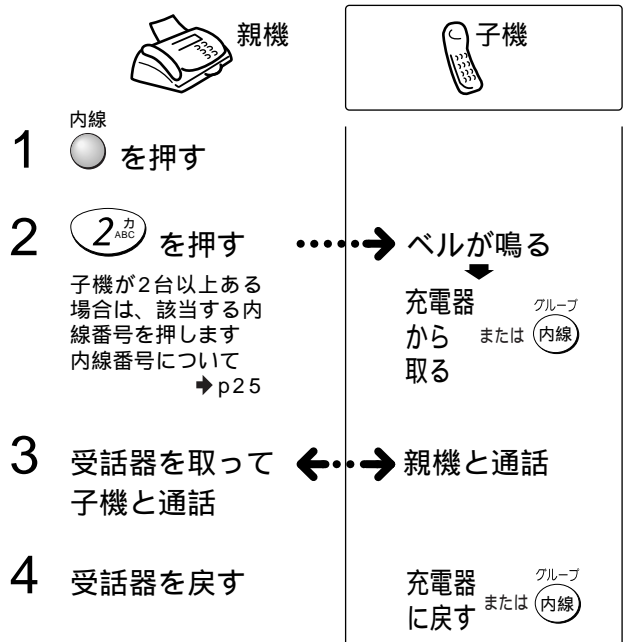 親機
子機
内線
1 を押す
2 2 カ ABC を押す
子機が2台以上ある
場合は、該当する内
線番号を押します
内線番号について
➡p25
ベルが鳴る
充電器
から
取る
または
グループ
内線
3 受話器を取って
子機と通話
親機と通話
4 受話器を戻す
充電器
に戻す
または
グループ
内線